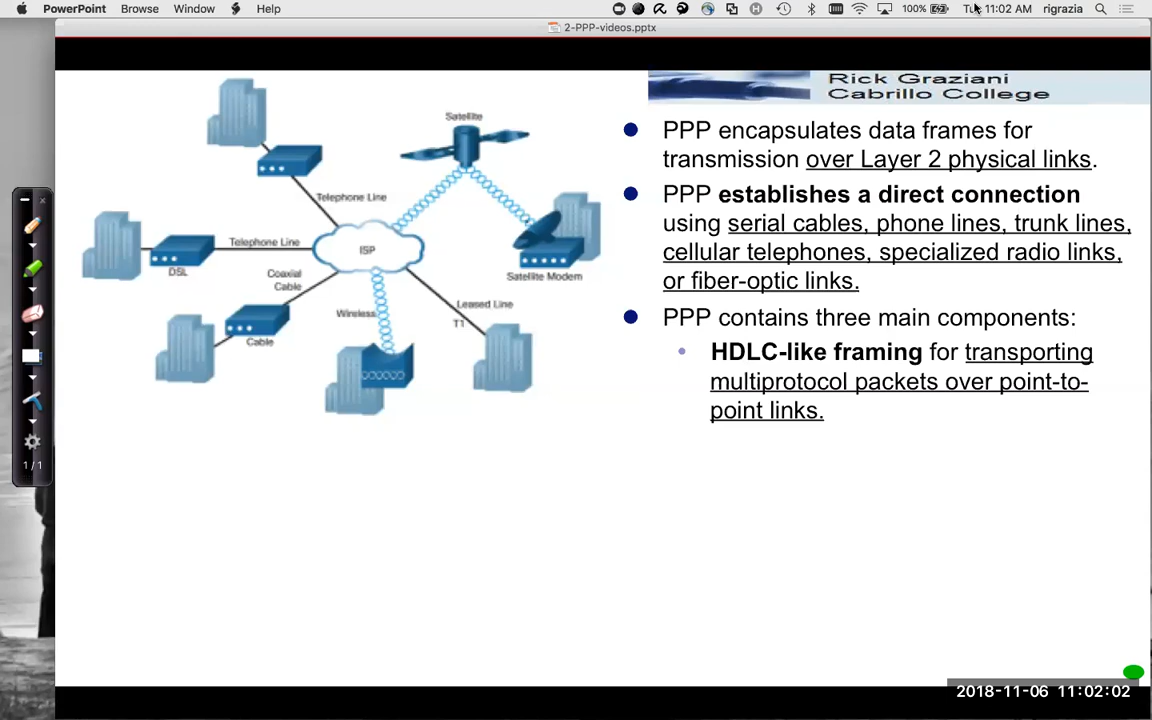 PowerPoint Browse Window Help 100% Tue 11:02 AM rigrazia
2-PPP-videos.pptx
Rick Graziani
Cabrillo College
Satellite
Telephone Line
Telephone Line
ISP
DSL
Coaxial
Cable
Satellite Modem
Leased Line
Wireless
T1
Cable
PPP encapsulates data frames for
transmission over Layer 2 physical links.
PPP establishes a direct connection
using serial cables, phone lines, trunk lines,
cellular telephones, specialized radio links,
or fiber-optic links.
PPP contains three main components:
HDLC-like framing for transporting
multiprotocol packets over point-to-
point links.
1 / 1
2018-11-06 11:02:02